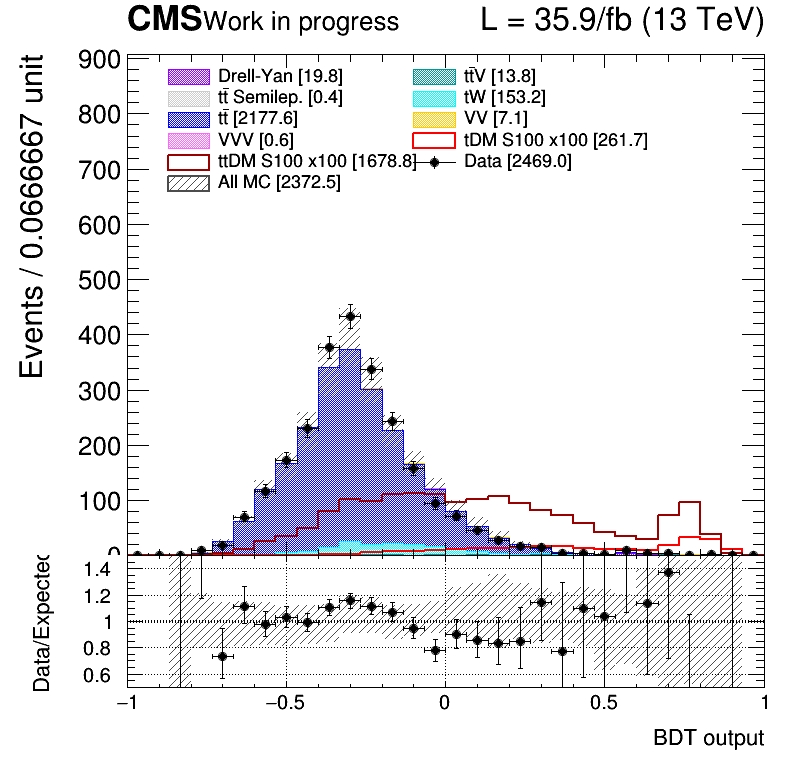 CMS Work in progress L = 35.9/fb (13 TeV)
Events / 0.0666667 unit
900
800
700
600
500
400
300
200
100
0
Drell-Yan [19.8]
tt̄V [13.8]
tt̄ Semilep. [0.4]
tW [153.2]
tt̄ [2177.6]
VV [7.1]
VVV [0.6]
tDM S100 x100 [261.7]
ttDM S100 x100 [1678.8]
Data [2469.0]
All MC [2372.5]
Data/Expected
1.4
1.2
1
0.8
0.6
−1 −0.5 0 0.5 1
BDT output